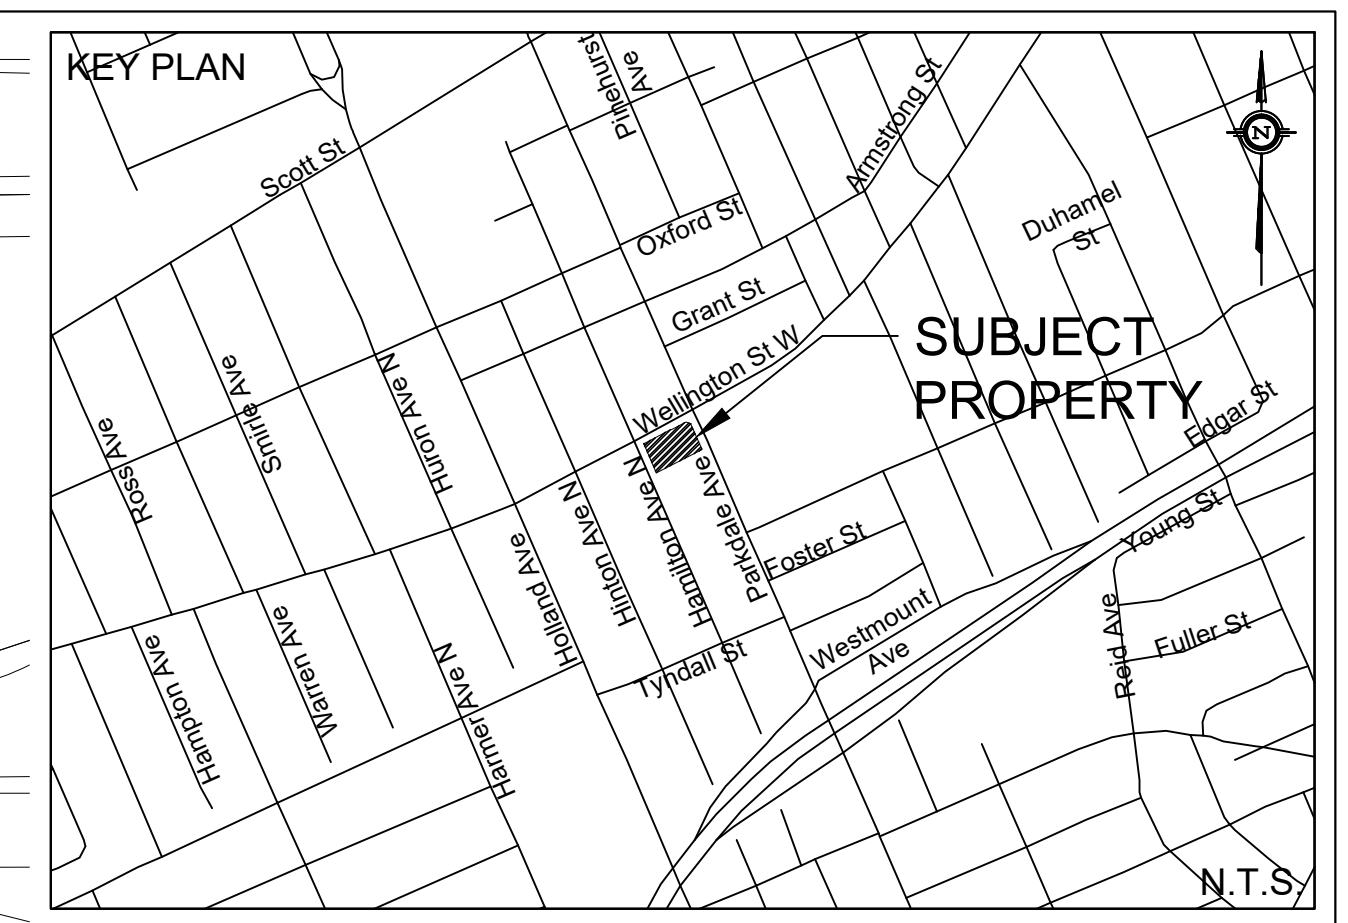 KEY PLAN
Pinehurst
Ave
Armstrong St
N
Scott St
Oxford St
Duhamel
St
Grant St
SUBJECT
PROPERTY
Wellington St W
Ross Ave
Smirle Ave
Huron Ave N
Edgar St
Holland Ave
Hinton Ave N
Hamilton Ave N
Parkdale Ave
Foster St
Young St
Hampton Ave
Warren Ave
Harmer Ave N
Tyndall St
Westmount
Ave
Reid Ave
Fuller St
N.T.S.